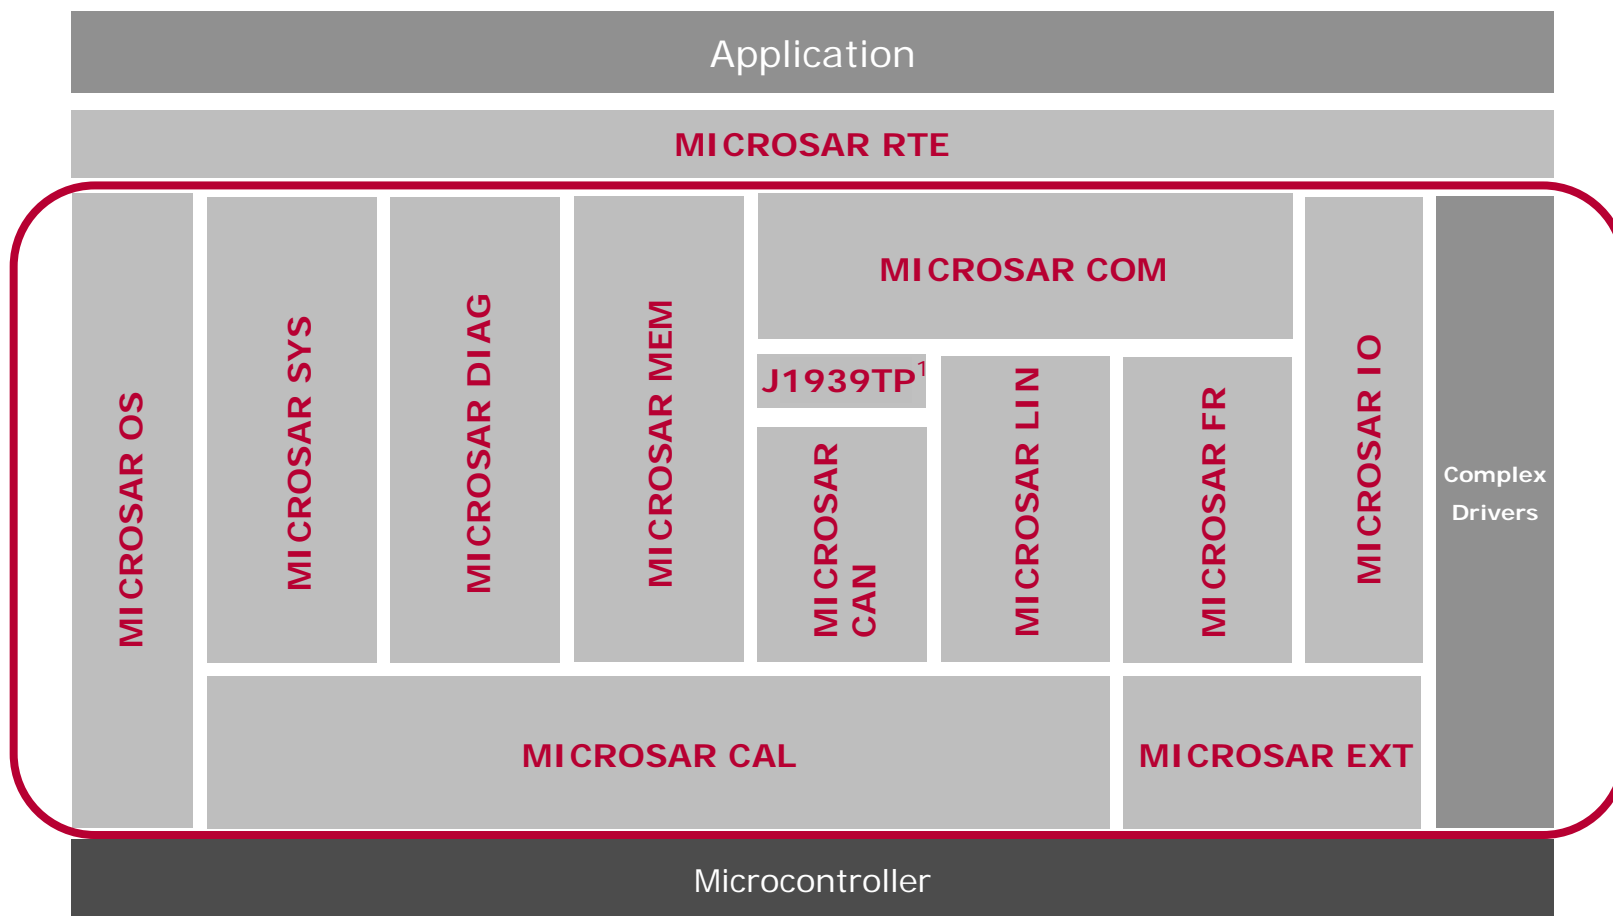 Application
MICROSAR RTE
MICROSAR OS
MICROSAR SYS
MICROSAR DIAG
MICROSAR MEM
MICROSAR COM
J1939TP¹
MICROSAR
CAN
MICROSAR LIN
MICROSAR FR
MICROSAR IO
Complex
Drivers
MICROSAR CAL
MICROSAR EXT
Microcontroller